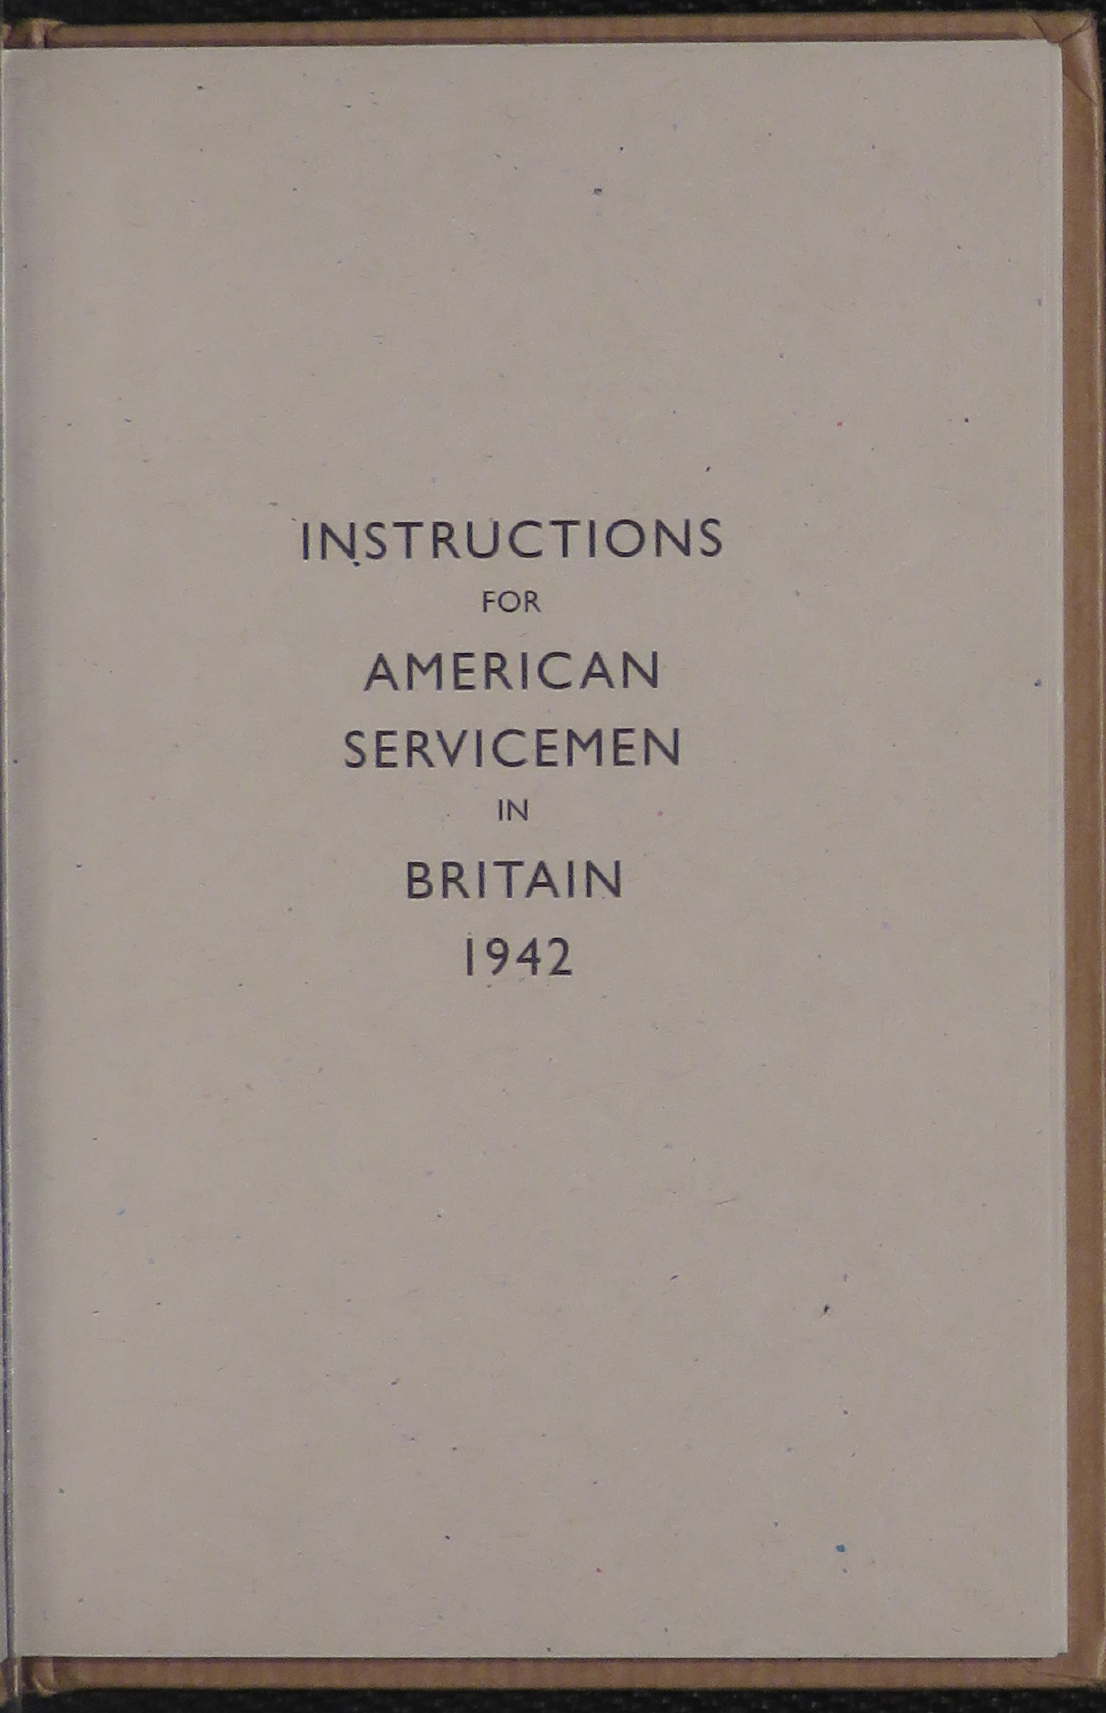 INSTRUCTIONS
FOR
AMERICAN
SERVICEMEN
IN
BRITAIN
1942